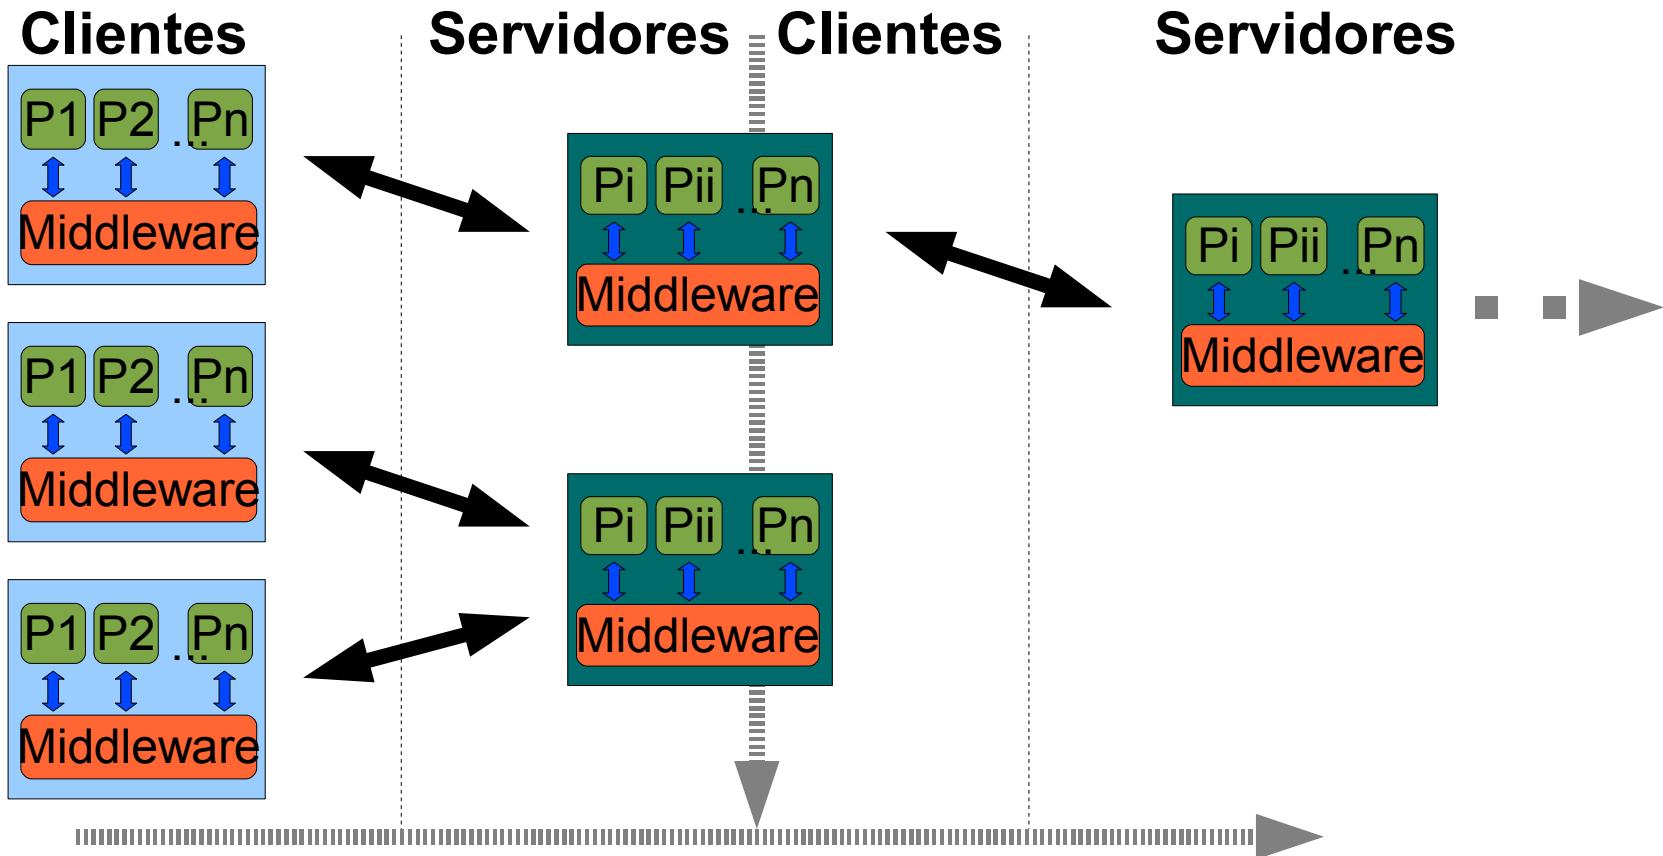 Clientes Servidores Clientes Servidores
P1 P2 ... Pn
Middleware
P1 P2 ... Pn
Middleware
P1 P2 ... Pn
Middleware
Pi Pii ... Pn
Middleware
Pi Pii ... Pn
Middleware
Pi Pii ... Pn
Middleware